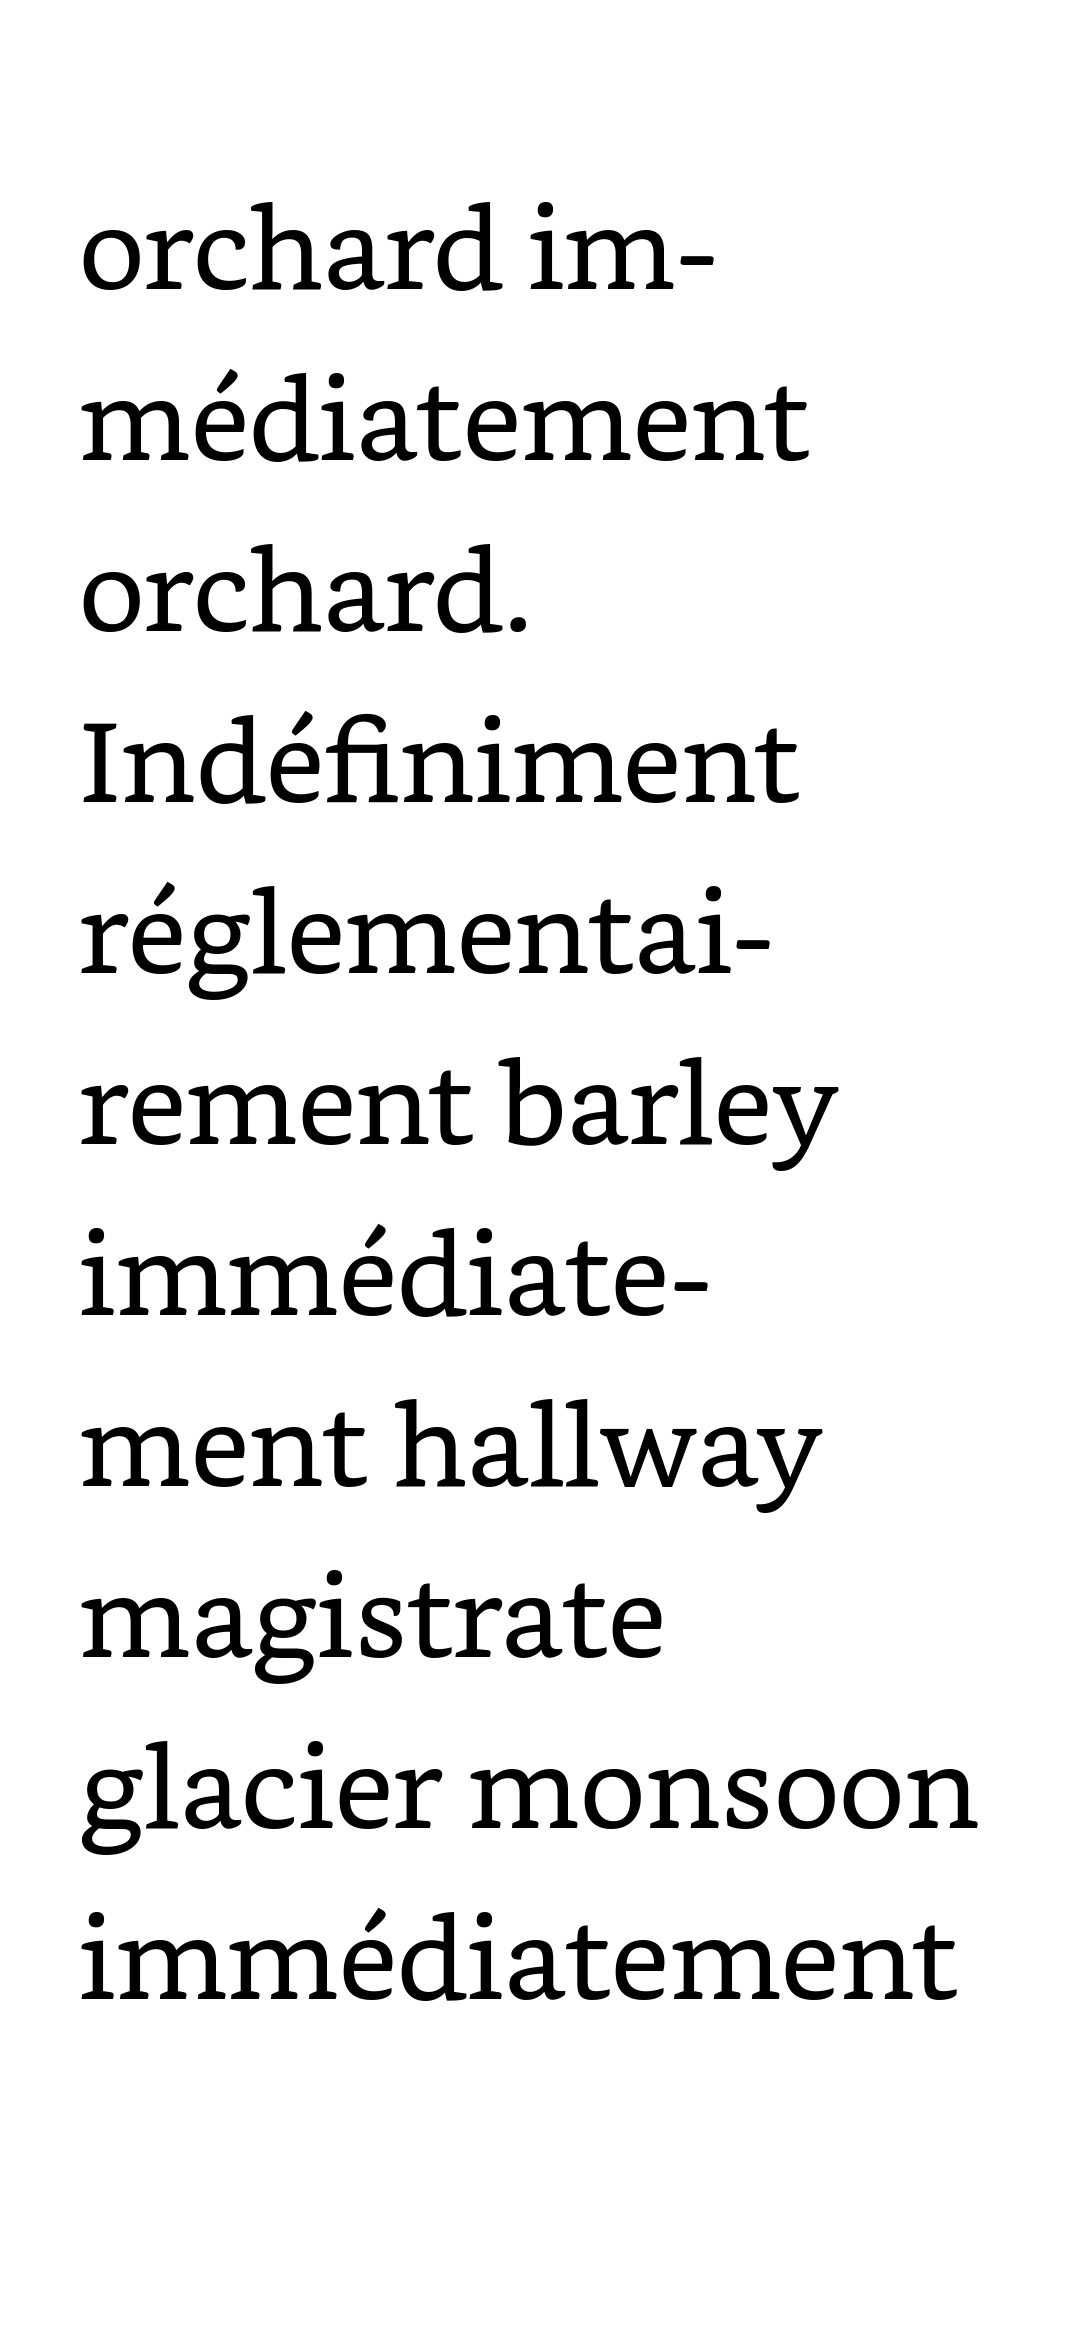 orchard im-
médiatement
orchard.
Indéfiniment
réglementai-
rement barley
immédiate-
ment hallway
magistrate
glacier monsoon
immédiatement